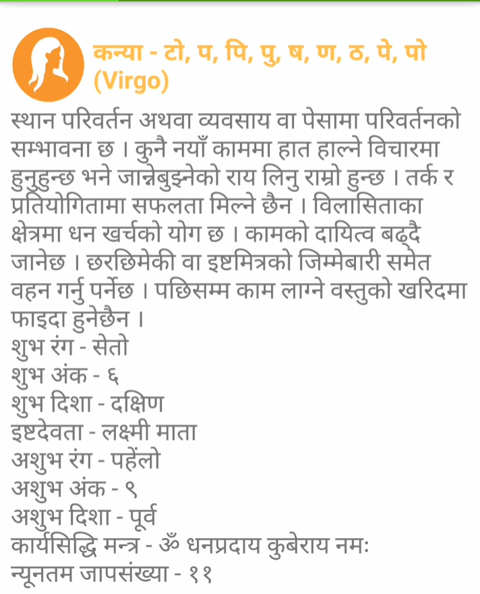 कन्या - टो, प, पि, पु, ष, ण, ठ, पे, पो
(Virgo)
स्थान परिवर्तन अथवा व्यवसाय वा पेसामा परिवर्तनको
सम्भावना छ । कुनै नयाँ काममा हात हाल्ने विचारमा
हुनुहुन्छ भने जान्नेबुझ्नेको राय लिनु राम्रो हुन्छ । तर्क र
प्रतियोगितामा सफलता मिल्ने छैन । विलासिताका
क्षेत्रमा धन खर्चको योग छ । कामको दायित्व बढ्दै
जानेछ । छरछिमेकी वा इष्टमित्रको जिम्मेबारी समेत
वहन गर्नु पर्नेछ । पछिसम्म काम लाग्ने वस्तुको खरिदमा
फाइदा हुनेछैन ।
शुभ रंग - सेतो
शुभ अंक - ६
शुभ दिशा - दक्षिण
इष्टदेवता - लक्ष्मी माता
अशुभ रंग - पहेंलो
अशुभ अंक - ९
अशुभ दिशा - पूर्व
कार्यसिद्धि मन्त्र - ॐ धनप्रदाय कुबेराय नमः
न्यूनतम जापसंख्या - ११